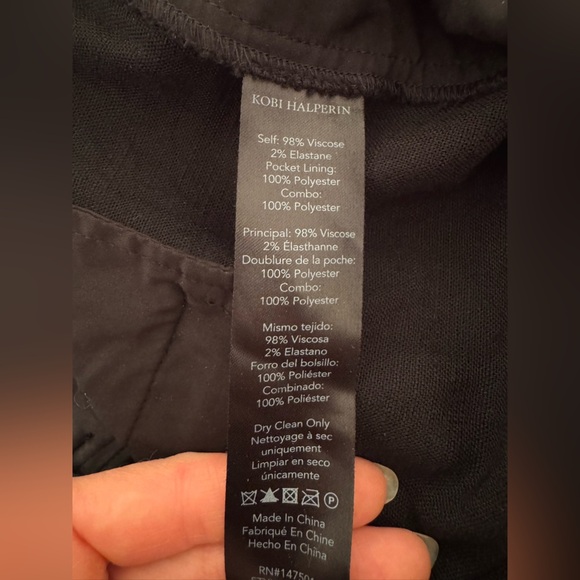 KOBI HALPERIN
Self: 98% Viscose
2% Elastane
Pocket Lining:
100% Polyester
Combo:
100% Polyester
Principal: 98% Viscose
2% Élasthanne
Doublure de la poche:
100% Polyester
Combo:
100% Polyester
Mismo tejido:
98% Viscosa
2% Elastano
Forro del bolsillo:
100% Poliéster
Combinado:
100% Poliéster
Dry Clean Only
Nettoyage à sec
uniquement
Limpiar en seco
únicamente
P
Made In China
Fabriqué En Chine
Hecho En China